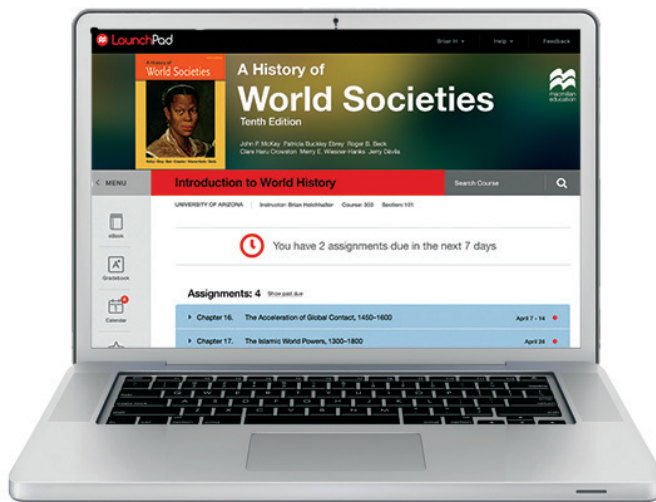 LaunchPad
Brian H
Help
Feedback
A History of
World Societies
A History of
World Societies
Tenth Edition
John P. McKay Patricia Buckley Ebrey Roger B. Beck
Clare Haru Crowston Merry E. Wiesner-Hanks Jerry Dávila
macmillan
education
MENU
Introduction to World History
Search Course
UNIVERSITY OF ARIZONA Instructor: Brian Course: 303 Section: 101
eBook
You have 2 assignments due in the next 7 days
Gradebook
Assignments: 4 Show past due
Calendar
Chapter 16. The Acceleration of Global Contact, 1450–1600 April 7 - 14
Chapter 17. The Islamic World Powers, 1300–1800 April 24